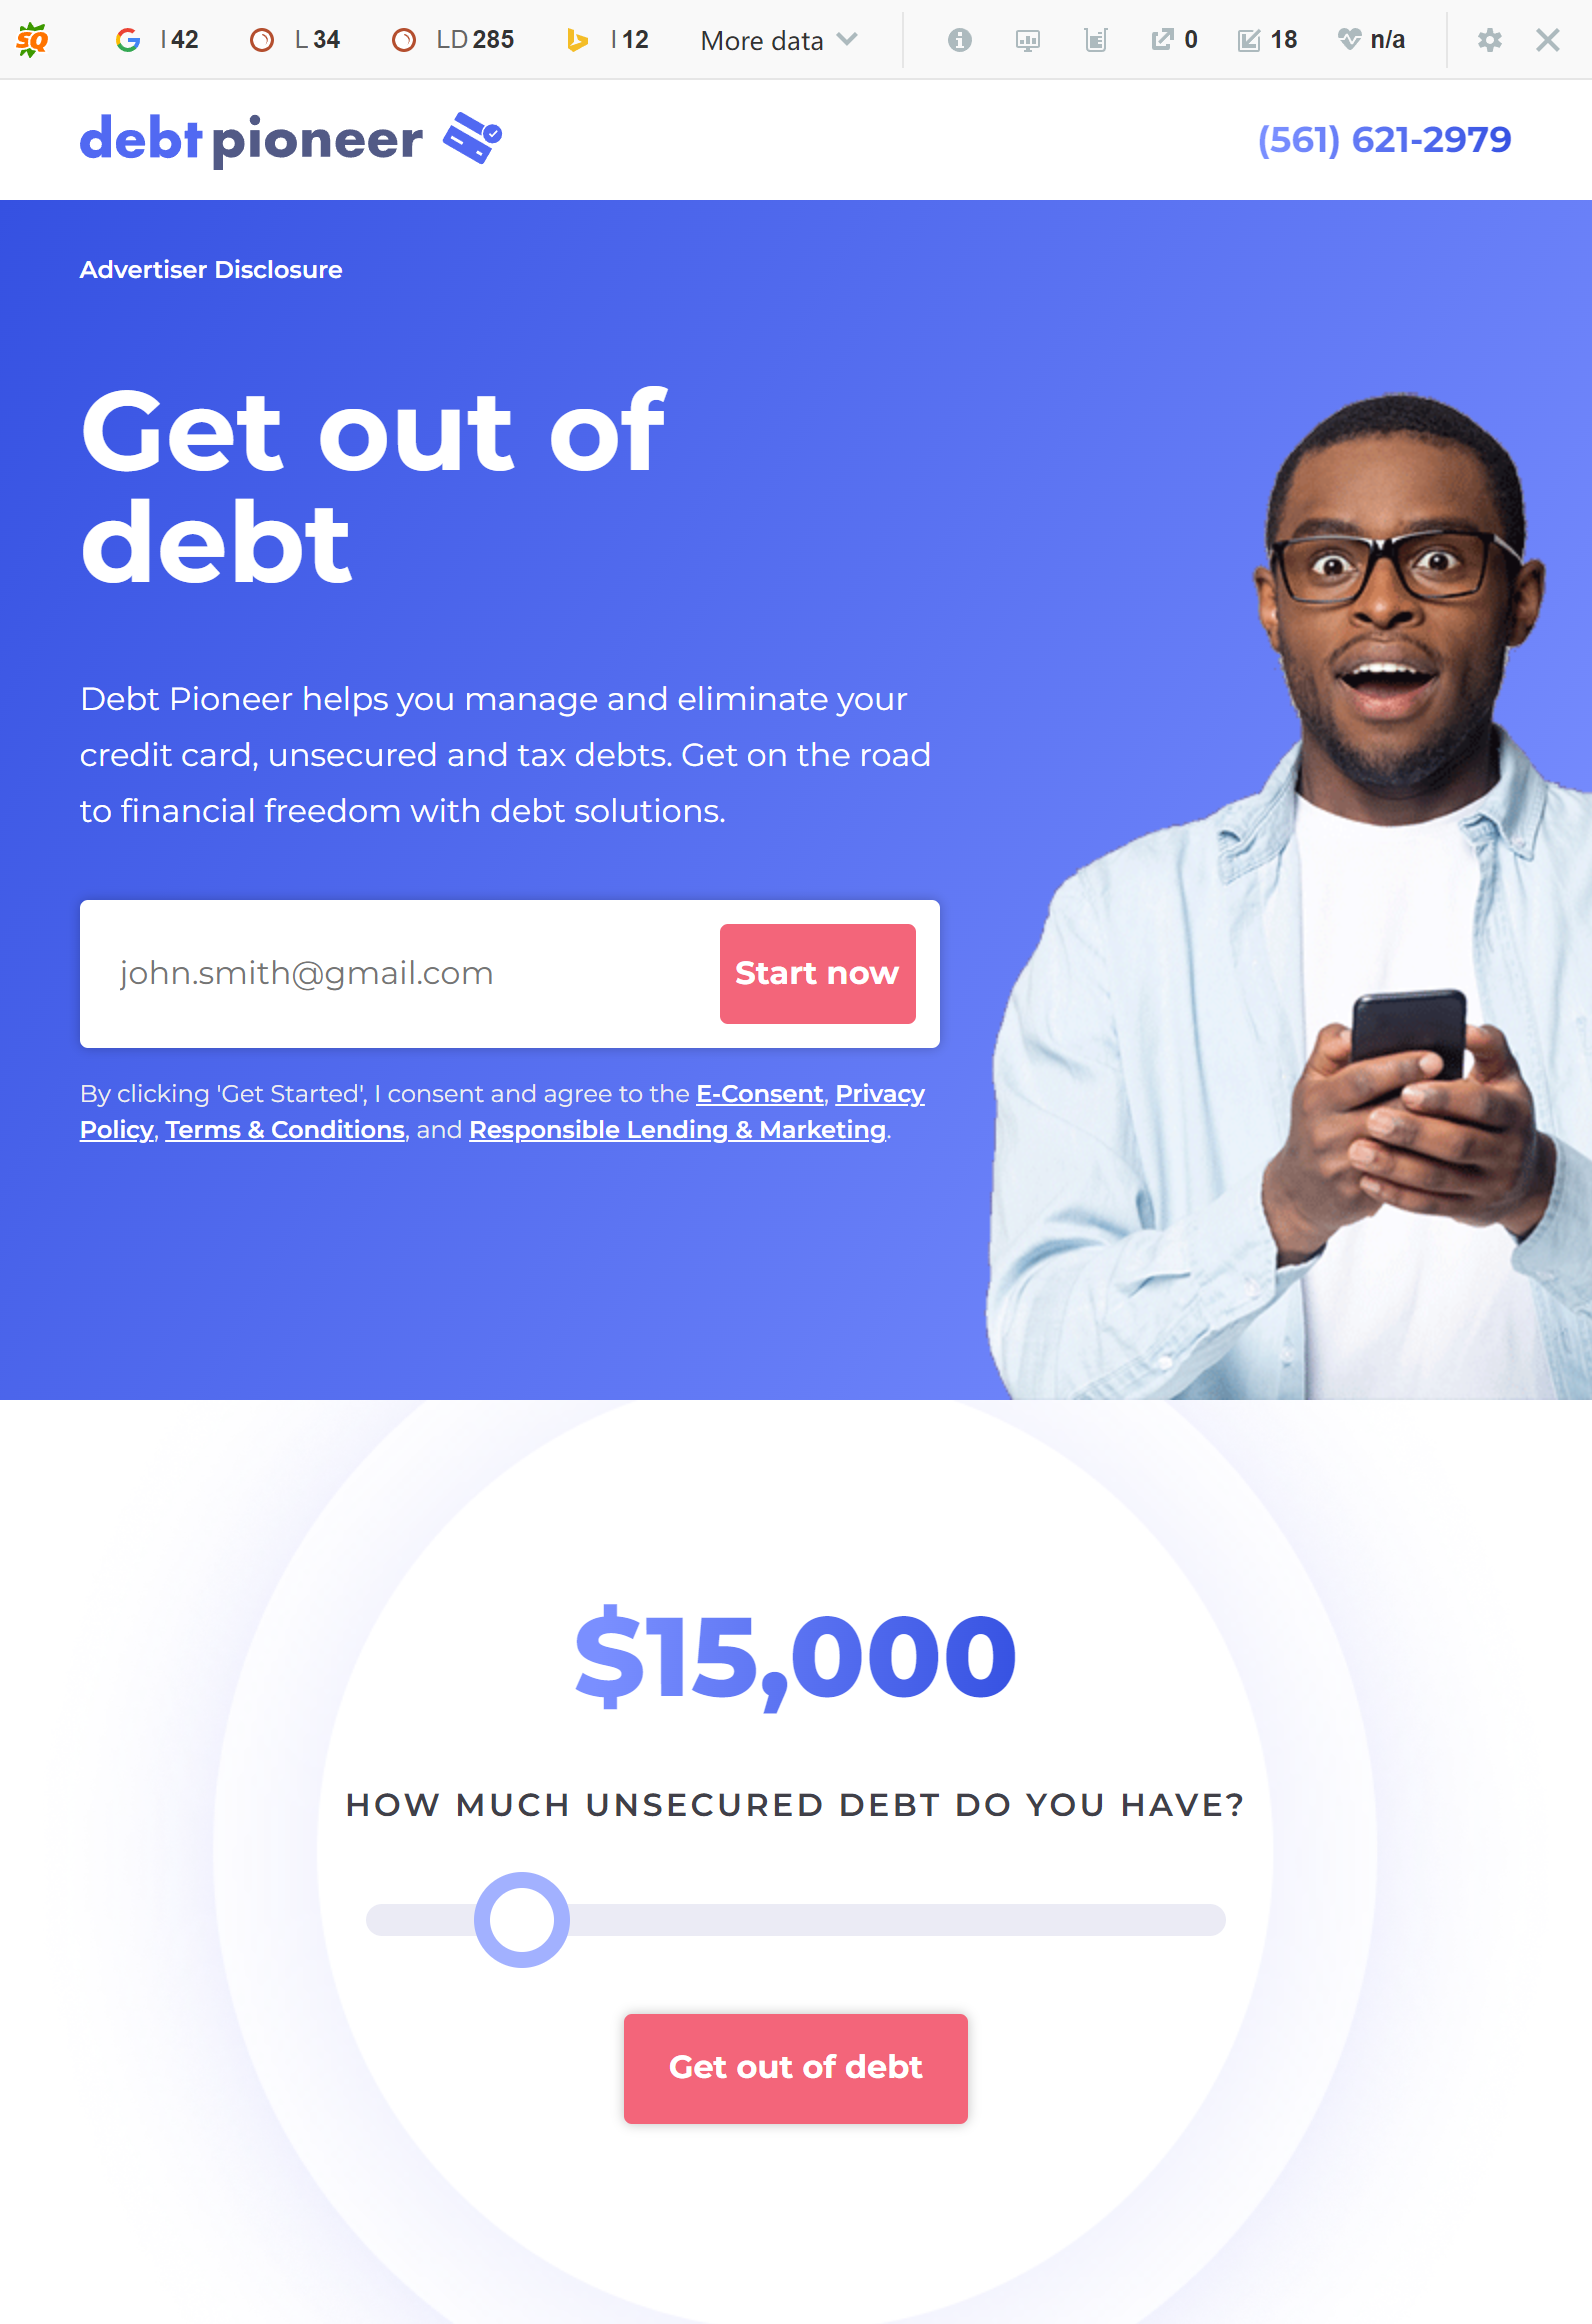 SQ I 42 L 34 LD 285 I 12 More data 0 18 n/a
debtpioneer (561) 621-2979
Advertiser Disclosure
Get out of
debt
Debt Pioneer helps you manage and eliminate your
credit card, unsecured and tax debts. Get on the road
to financial freedom with debt solutions.
john.smith@gmail.com Start now
By clicking 'Get Started', I consent and agree to the E-Consent, Privacy
Policy, Terms & Conditions, and Responsible Lending & Marketing.
$15,000
HOW MUCH UNSECURED DEBT DO YOU HAVE?
Get out of debt